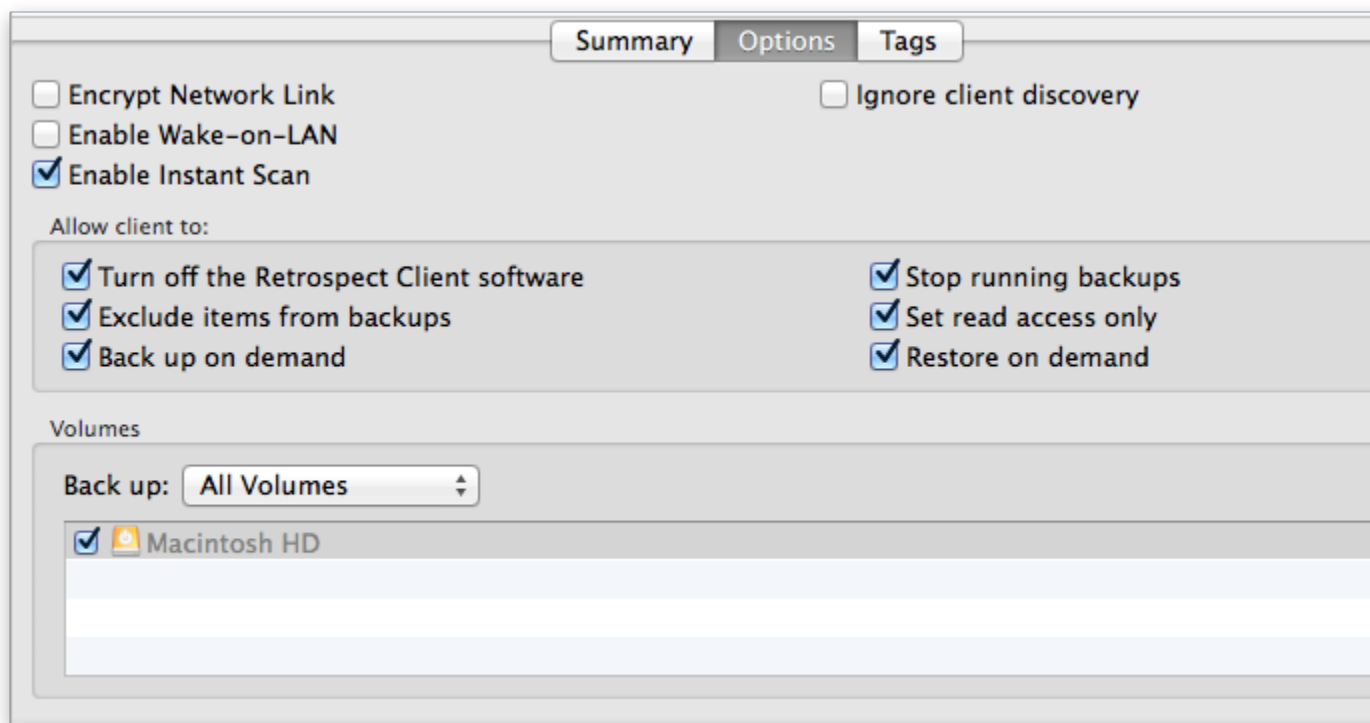 Summary Options Tags
Encrypt Network Link Ignore client discovery
Enable Wake-on-LAN
Enable Instant Scan
Allow client to:
Turn off the Retrospect Client software Stop running backups
Exclude items from backups Set read access only
Back up on demand Restore on demand
Volumes
Back up: All Volumes
Macintosh HD